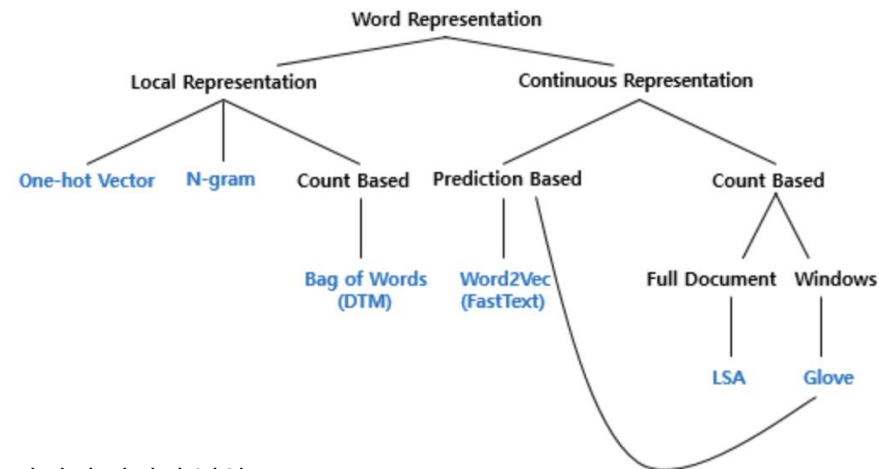 Word Representation
Local Representation
Continuous Representation
One-hot Vector
N-gram
Count Based
Prediction Based
Count Based
Bag of Words
(DTM)
Word2Vec
(FastText)
Full Document
Windows
LSA
Glove